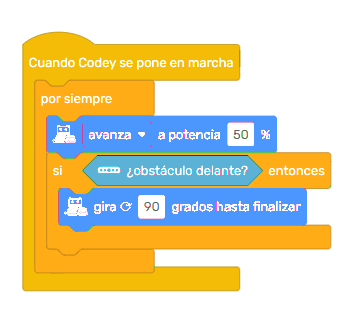 Cuando Codey se pone en marcha
por siempre
avanza a potencia 50 %
si ¿obstáculo delante? entonces
gira 90 grados hasta finalizar